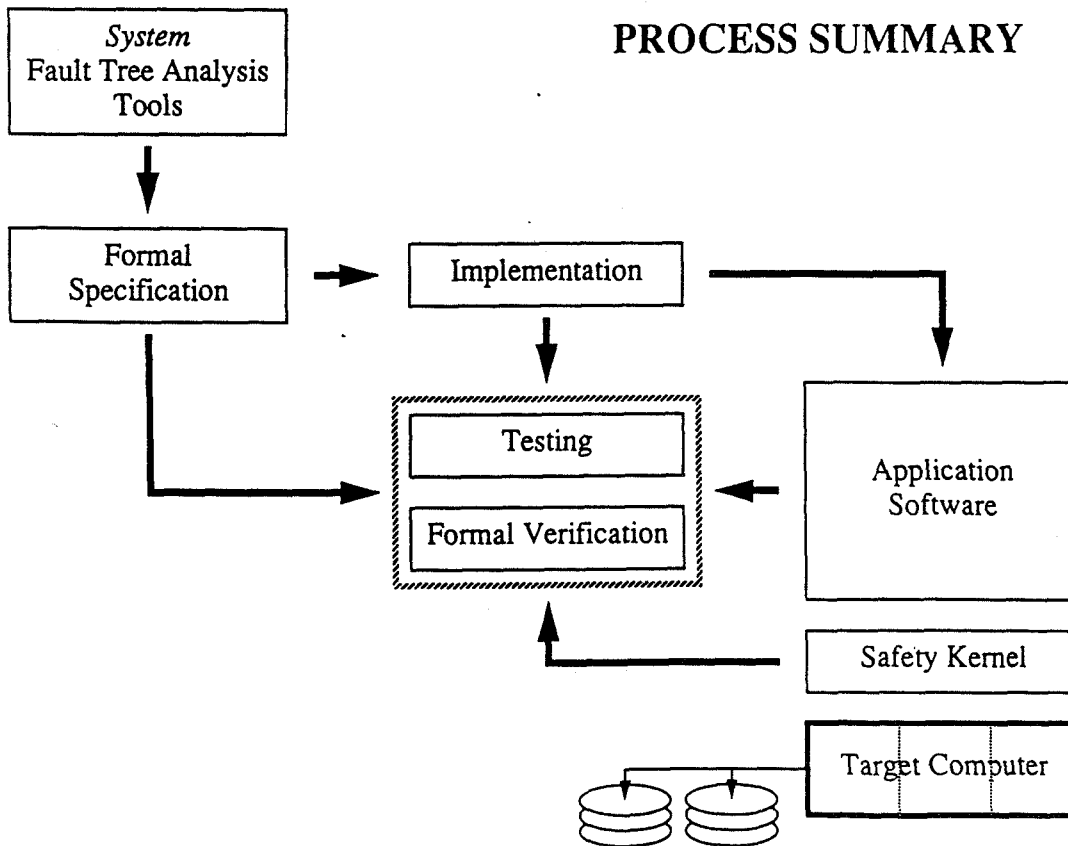 PROCESS SUMMARY
System
Fault Tree Analysis
Tools
Formal
Specification
Implementation
Testing
Formal Verification
Application
Software
Safety Kernel
Target Computer